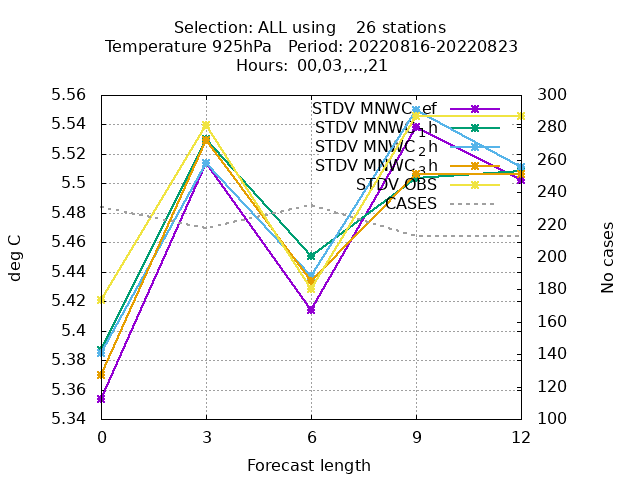 Selection: ALL using 26 stations
Temperature 925hPa Period: 20220816-20220823
Hours: 00,03,...,21
5.56
5.54
5.52
5.5
5.48
5.46
5.44
5.42
5.4
5.38
5.36
5.34
deg C
STDV MNWC_ef
STDV MNWC_1h
STDV MNWC_2h
STDV MNWC_3h
STDV OBS
CASES
300
280
260
240
220
200
180
160
140
120
100
No cases
0 3 6 9 12
Forecast length